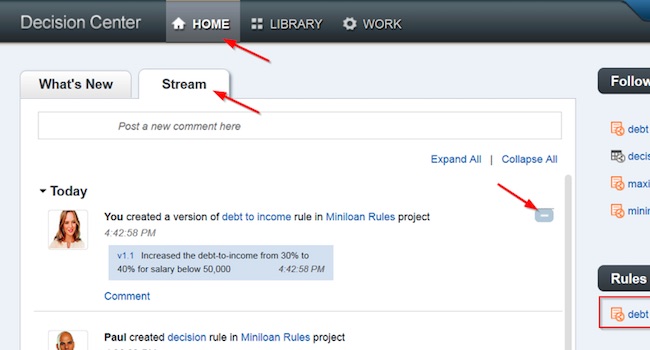 Decision Center HOME LIBRARY WORK
What's New Stream
Post a new comment here
Expand All | Collapse All
Today
You created a version of debt to income rule in Miniloan Rules project
4:42:58 PM
v1.1 Increased the debt-to-income from 30% to
40% for salary below 50,000 4:42:58 PM
Comment
Paul created decision rule in Miniloan Rules project
Follow
debt
decis
maxi
minin
Rules
debt